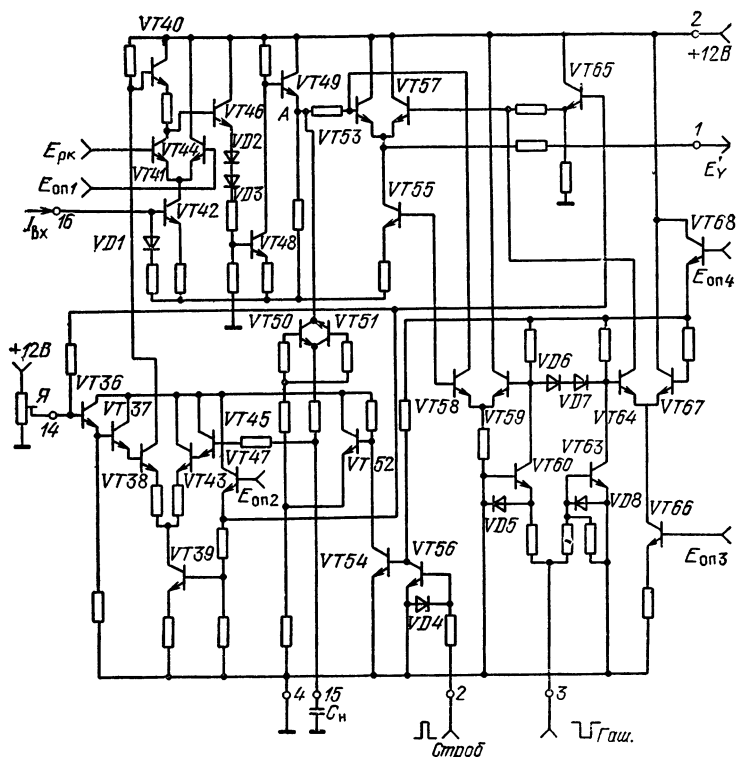 VT40
2
+12В
VT65
VT49
VT57
A
VT46
VT53
VD2
1
Eрк
VT44
E'Y
VT41
VD3
VT55
Eоп1
VT42
VT68
Iвх
16
VT48
VD1
Eоп4
VT50
VT51
+12В
VD6
VT36
VT58
VD7
Я
VT37
VT45
VT59
VT64
VT67
14
VT47
VT63
VT52
VT60
VT38
VT43
Eоп2
VD5
VD8
VT66
VT39
VT54
VT56
Eоп3
VD4
4
15
Cн
2
3
Строб
Гаш.